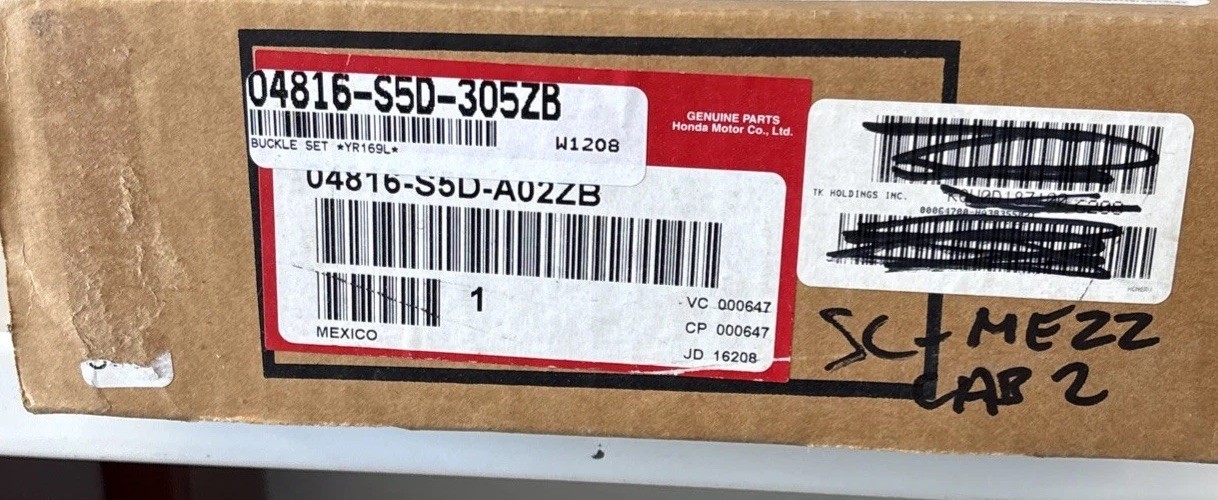 04816-S5D-305ZB
BUCKLE SET *YR169L*
W1208
GENUINE PARTS
Honda Motor Co., Ltd.
04816-S5D-A02ZB
1
MEXICO
VC 000647
CP 000647
JD 16208
TK HOLDINGS INC.
SC-MEZZ
CAB 2